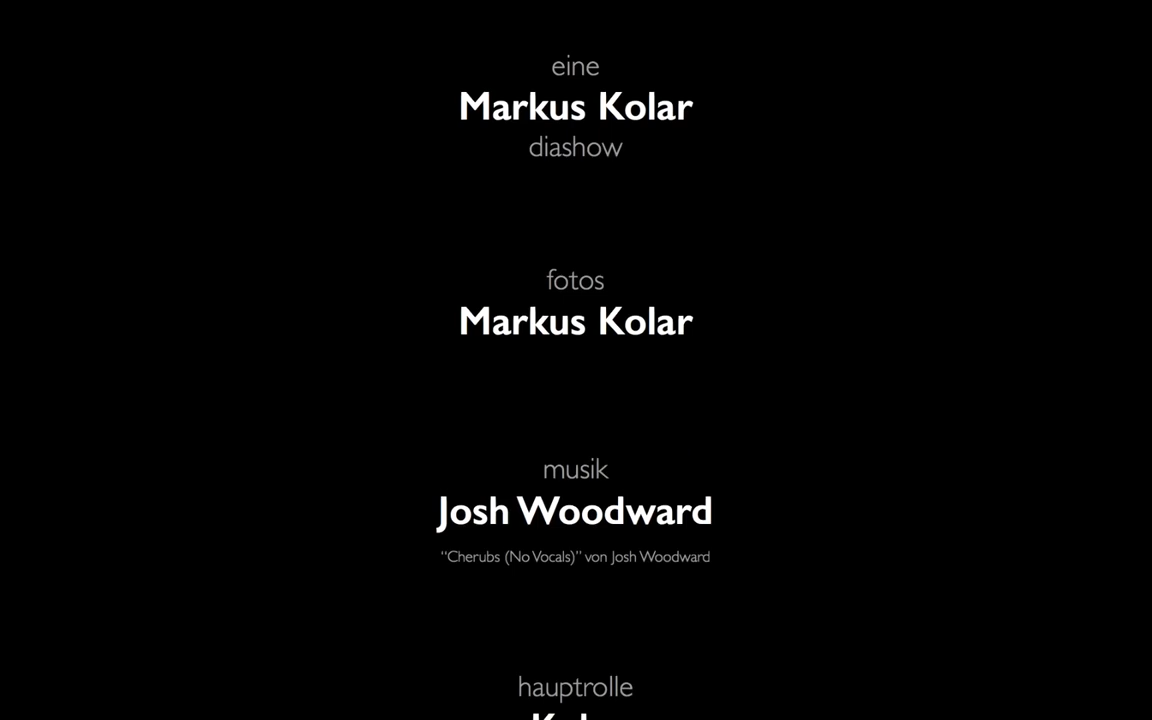 eine
Markus Kolar
diashow
fotos
Markus Kolar
musik
Josh Woodward
“Cherubs (No Vocals)” von Josh Woodward
hauptrolle